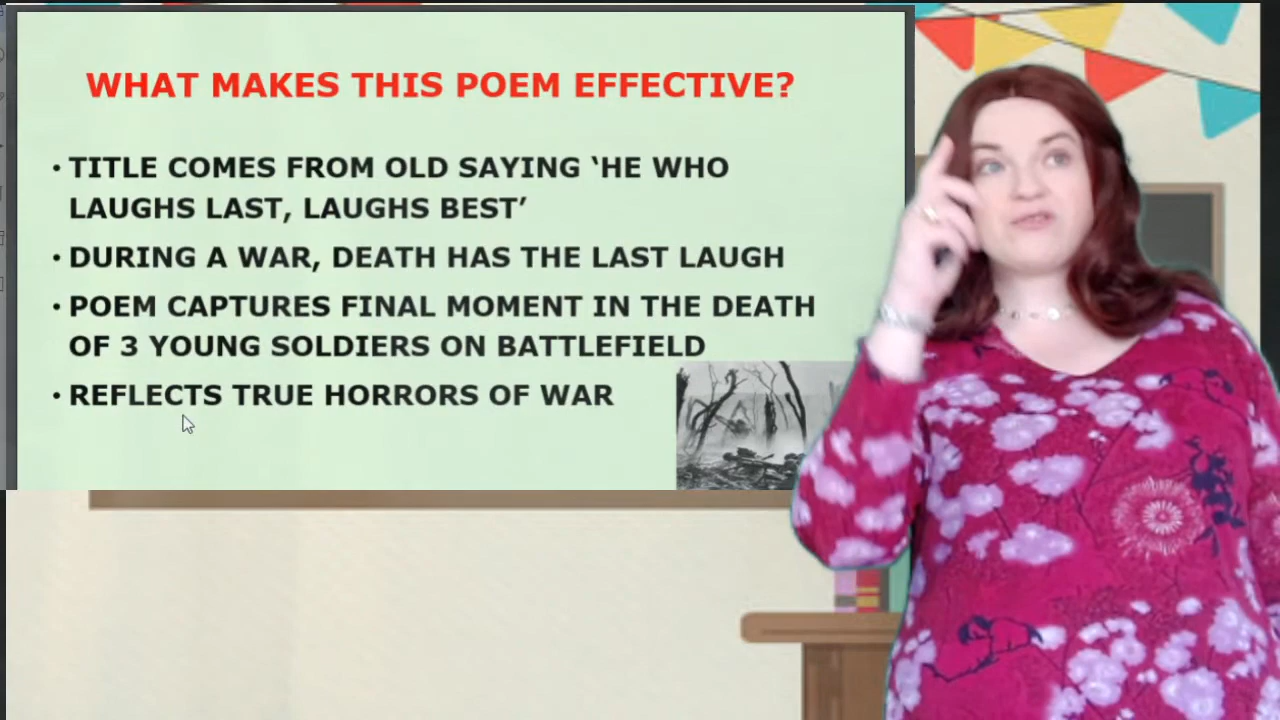 WHAT MAKES THIS POEM EFFECTIVE?
• TITLE COMES FROM OLD SAYING ‘HE WHO
LAUGHS LAST, LAUGHS BEST’
• DURING A WAR, DEATH HAS THE LAST LAUGH
• POEM CAPTURES FINAL MOMENT IN THE DEATH
OF 3 YOUNG SOLDIERS ON BATTLEFIELD
• REFLECTS TRUE HORRORS OF WAR